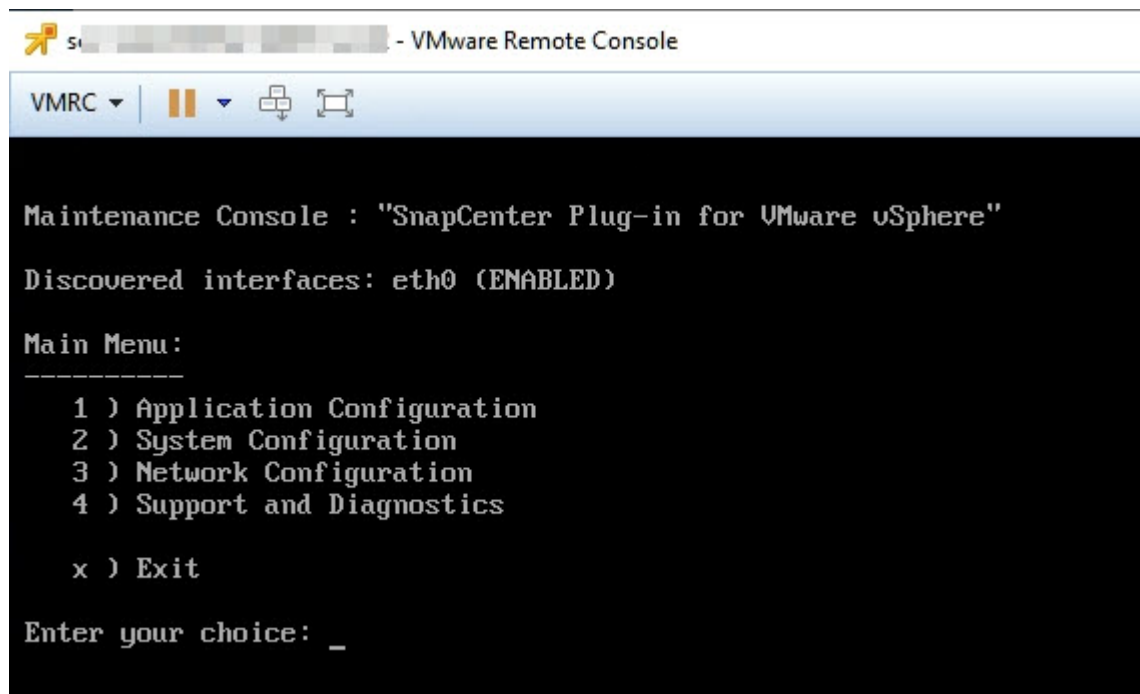 - VMware Remote Console
VMRC
Maintenance Console : "SnapCenter Plug-in for VMware vSphere"
Discovered interfaces: eth0 (ENABLED)
Main Menu:
----------
1 ) Application Configuration
2 ) System Configuration
3 ) Network Configuration
4 ) Support and Diagnostics
x ) Exit
Enter your choice: _